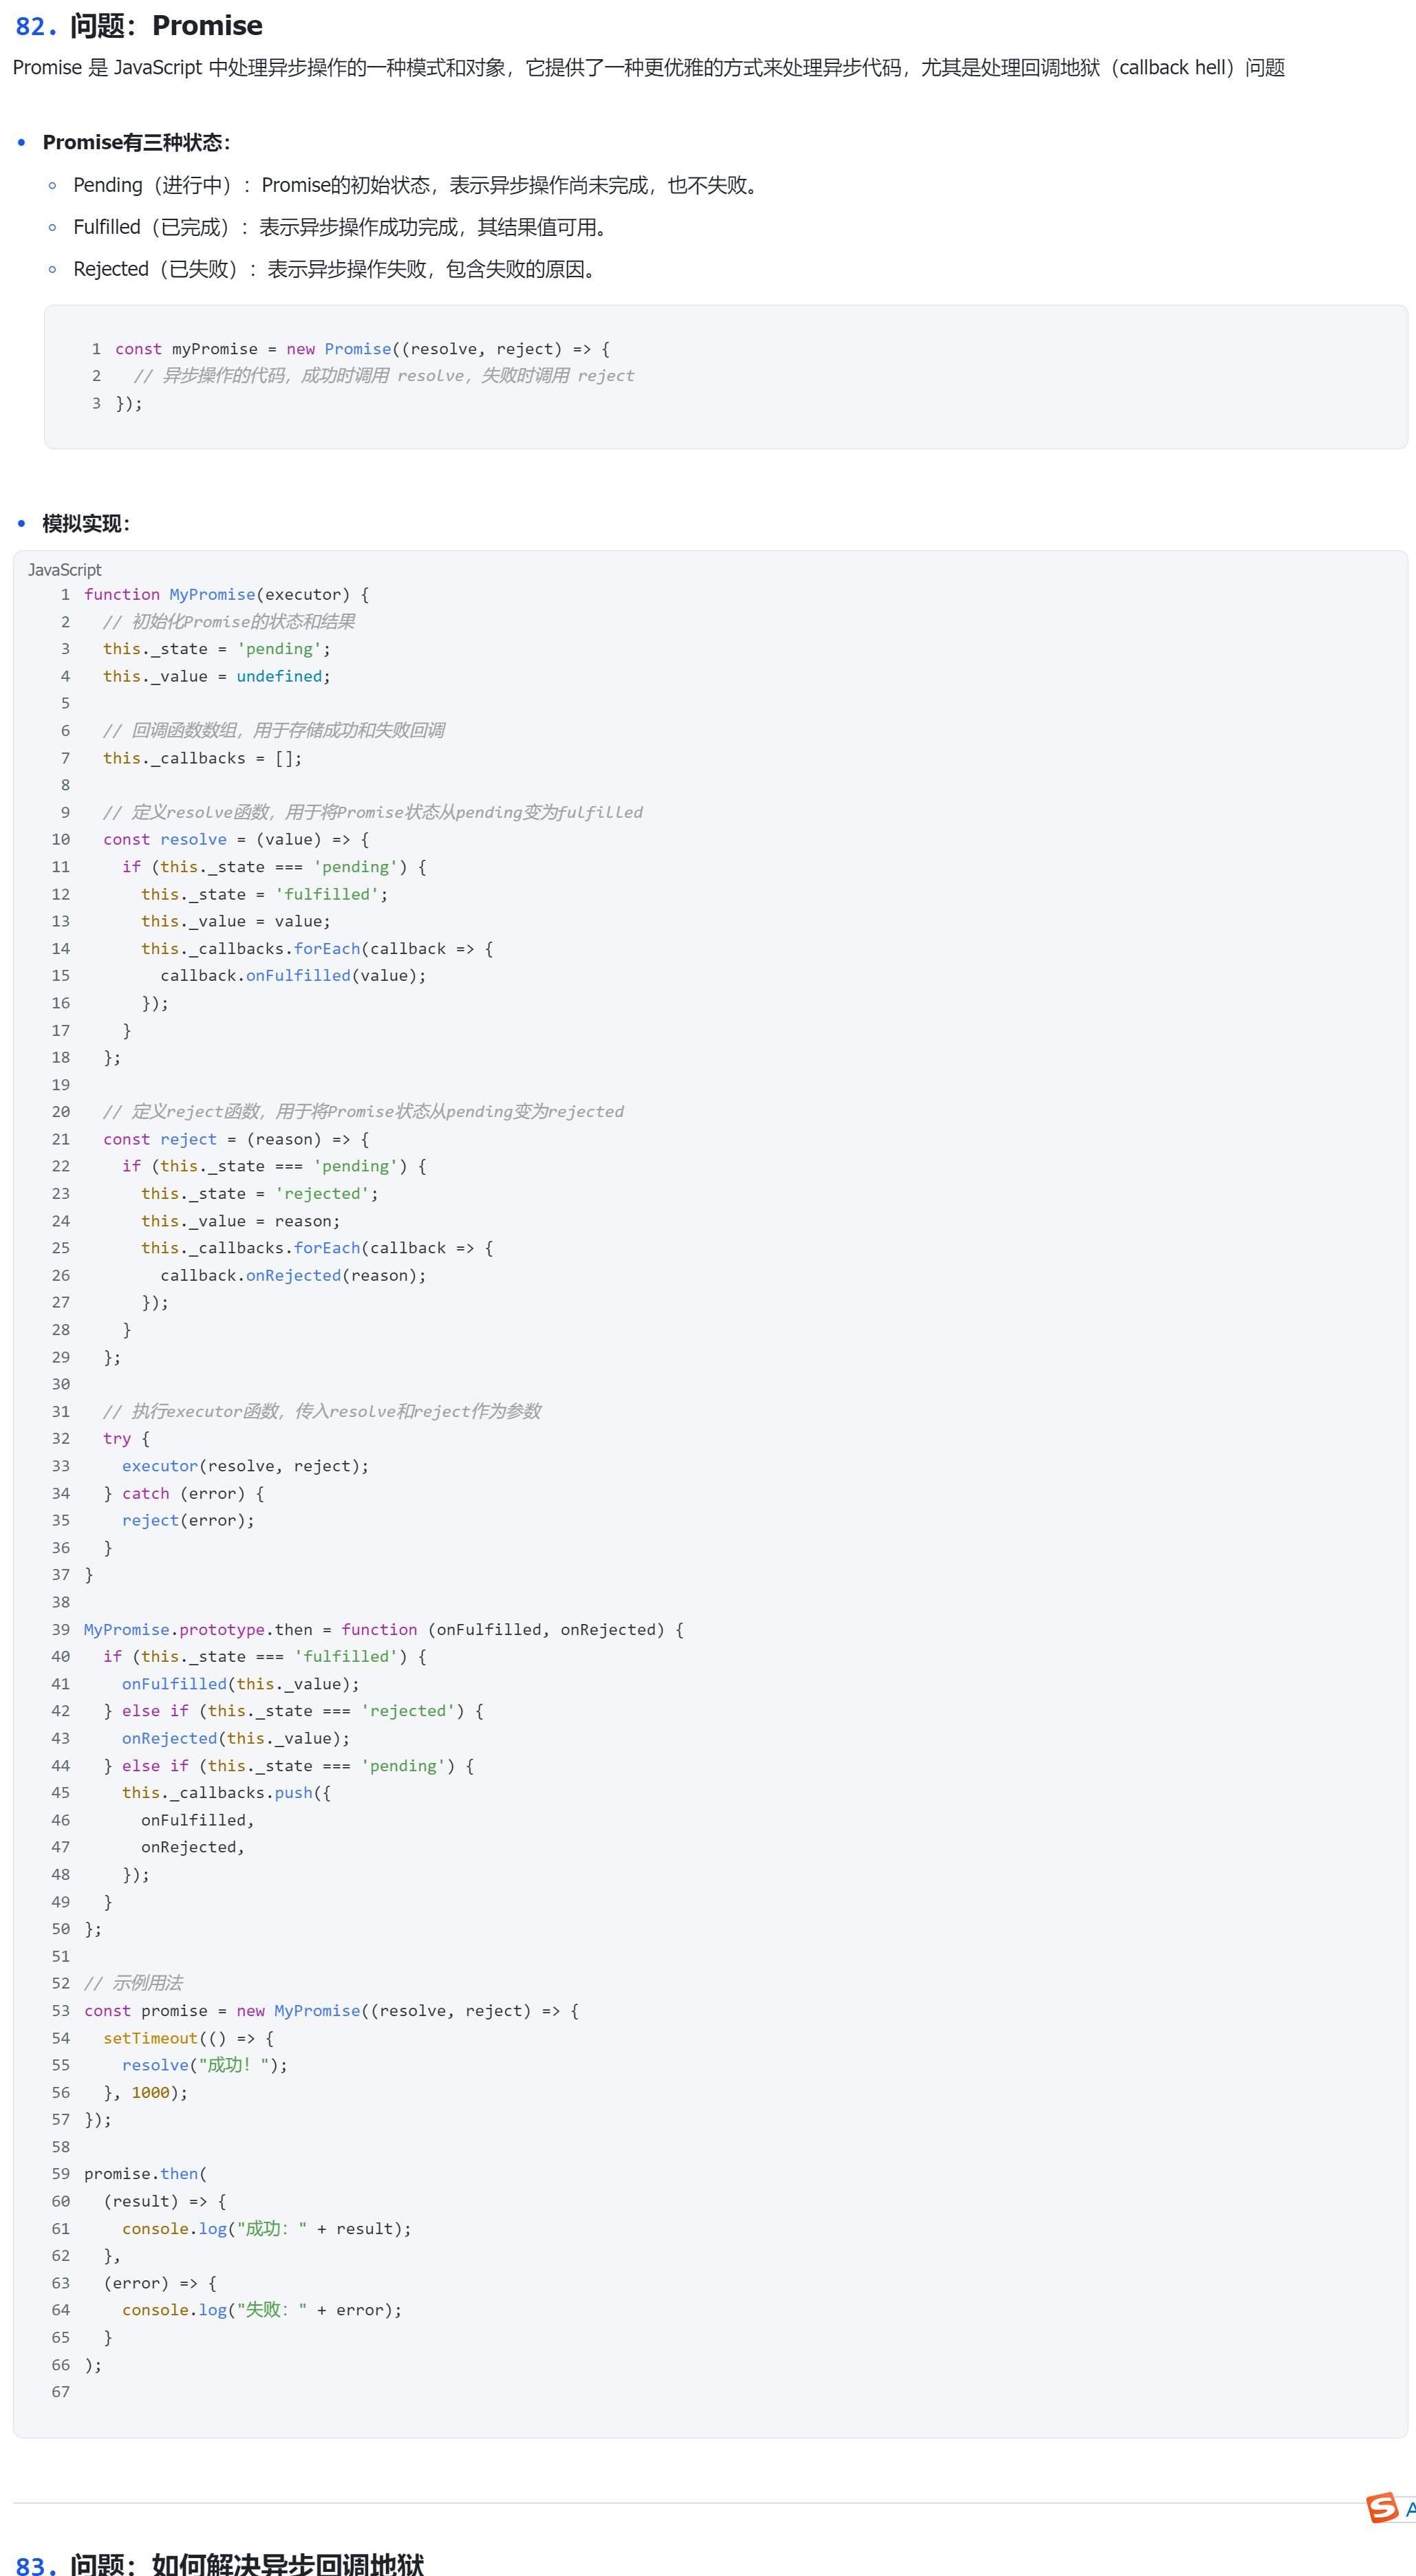 82. 问题：Promise
Promise 是 JavaScript 中处理异步操作的一种模式和对象，它提供了一种更优雅的方式来处理异步代码，尤其是处理回调地狱（callback hell）问题
• Promise有三种状态：
◦ Pending（进行中）：Promise的初始状态，表示异步操作尚未完成，也不失败。
◦ Fulfilled（已完成）：表示异步操作成功完成，其结果值可用。
◦ Rejected（已失败）：表示异步操作失败，包含失败的原因。
1 const myPromise = new Promise((resolve, reject) => {
2   // 异步操作的代码，成功时调用 resolve，失败时调用 reject
3 });
• 模拟实现：
JavaScript
1 function MyPromise(executor) {
2   // 初始化Promise的状态和结果
3   this._state = 'pending';
4   this._value = undefined;
5
6   // 回调函数数组，用于存储成功和失败回调
7   this._callbacks = [];
8
9   // 定义resolve函数，用于将Promise状态从pending变为fulfilled
10   const resolve = (value) => {
11     if (this._state === 'pending') {
12       this._state = 'fulfilled';
13       this._value = value;
14       this._callbacks.forEach(callback => {
15         callback.onFulfilled(value);
16       });
17     }
18   };
19
20   // 定义reject函数，用于将Promise状态从pending变为rejected
21   const reject = (reason) => {
22     if (this._state === 'pending') {
23       this._state = 'rejected';
24       this._value = reason;
25       this._callbacks.forEach(callback => {
26         callback.onRejected(reason);
27       });
28     }
29   };
30
31   // 执行executor函数，传入resolve和reject作为参数
32   try {
33     executor(resolve, reject);
34   } catch (error) {
35     reject(error);
36   }
37 }
38
39 MyPromise.prototype.then = function (onFulfilled, onRejected) {
40   if (this._state === 'fulfilled') {
41     onFulfilled(this._value);
42   } else if (this._state === 'rejected') {
43     onRejected(this._value);
44   } else if (this._state === 'pending') {
45     this._callbacks.push({
46       onFulfilled,
47       onRejected,
48     });
49   }
50 };
51
52 // 示例用法
53 const promise = new MyPromise((resolve, reject) => {
54   setTimeout(() => {
55     resolve("成功！");
56   }, 1000);
57 });
58
59 promise.then(
60   (result) => {
61     console.log("成功：" + result);
62   },
63   (error) => {
64     console.log("失败：" + error);
65   }
66 );
67
83. 问题：如何解决异步回调地狱